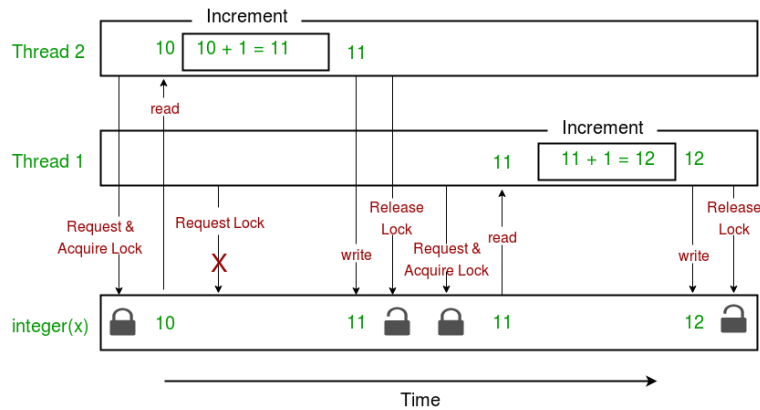 Increment
Thread 2
10
10 + 1 = 11
11
read
Increment
Thread 1
11
11 + 1 = 12
12
Request &
Acquire Lock
Request Lock
X
write
Release
Lock
Request &
Acquire Lock
read
write
Release
Lock
integer(x)
10
11
11
12
Time